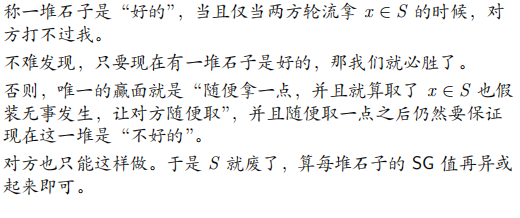 称一堆石子是“好的”，当且仅当两方轮流拿 x ∈ S 的时候，对
方打不过我。
不难发现，只要现在有一堆石子是好的，那我们就必胜了。
否则，唯一的赢面就是“随便拿一点，并且就算取了 x ∈ S 也假
装无事发生，让对方随便取”，并且随便取一点之后仍然要保证
现在这一堆是“不好的”。
对方也只能这样做。于是 S 就废了，算每堆石子的 SG 值再异或
起来即可。